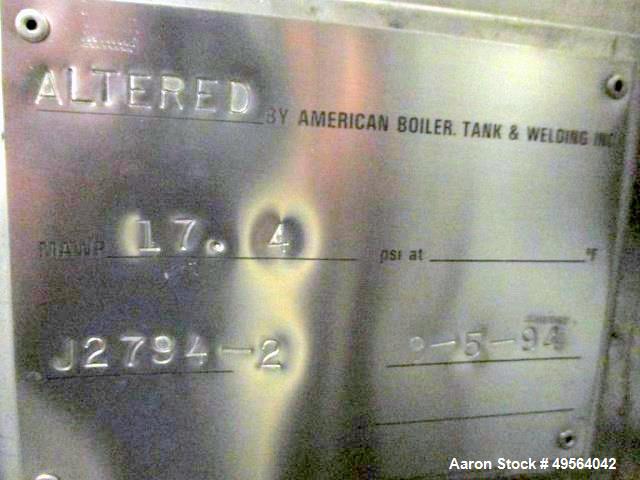 ALTERED BY AMERICAN BOILER. TANK & WELDING INC
MAWP 17.4 psi at °F
J2794-2 -5-94
Aaron Stock # 49564042